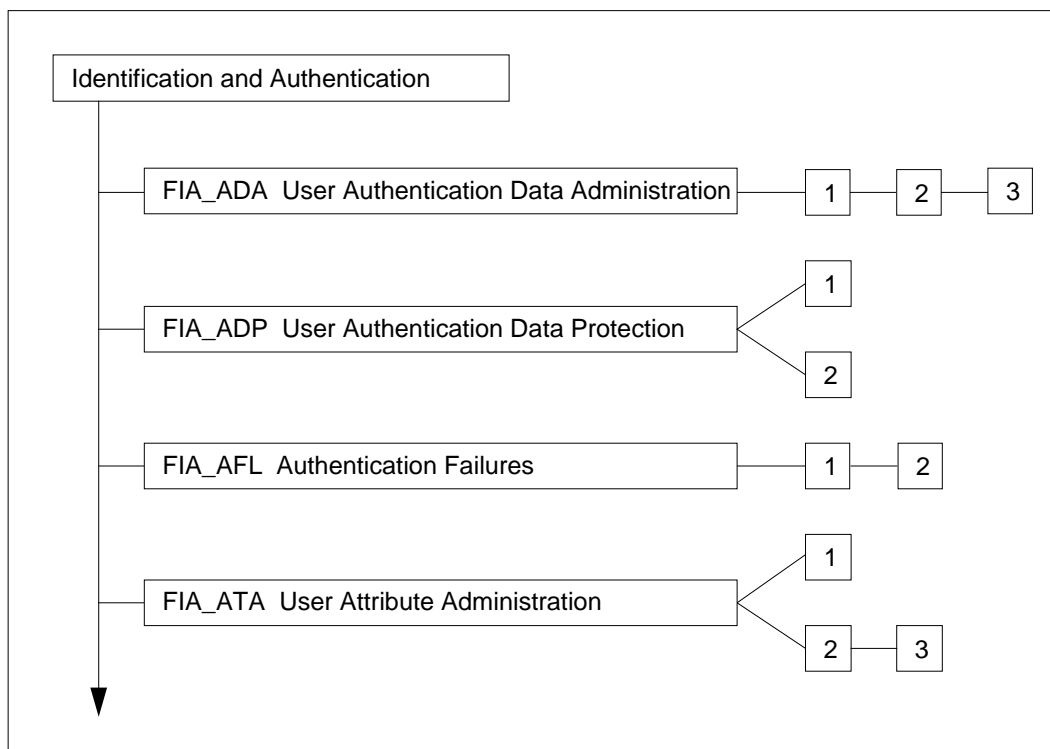 Identification and Authentication
FIA_ADA User Authentication Data Administration 1 2 3
FIA_ADP User Authentication Data Protection 1 2
FIA_AFL Authentication Failures 1 2
FIA_ATA User Attribute Administration 1 2 3